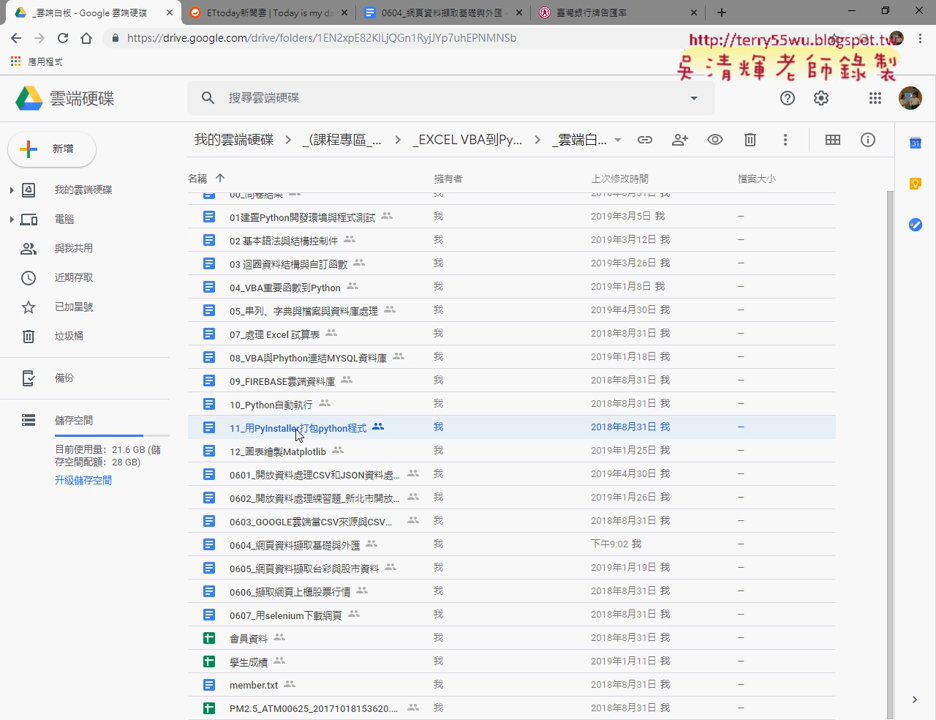 _雲端白板 - Google 雲端硬碟
ETtoday新聞雲 | Today is my da
0604_網頁資料擷取基礎與外匯 -
臺灣銀行牌告匯率
https://drive.google.com/drive/folders/1EN2xpE82KILjQGn1RyjJYp7uhEPNMNSb
http://terry55wu.blogspot.tw
吳清輝老師錄製
應用程式
雲端硬碟
搜尋雲端硬碟
新增
我的雲端硬碟
電腦
與我共用
近期存取
已加星號
垃圾桶
備份
儲存空間
目前使用量: 21.6 GB (儲
存空間配額: 28 GB)
升級儲存空間
我的雲端硬碟 > _(課程專區_... > _EXCEL VBA到Py... > _雲端白...
名稱 擁有者 上次修改時間 檔案大小
00_問卷結果 我 2018年8月31日 我 —
01建置Python開發環境與程式測試 我 2019年3月5日 我 —
02 基本語法與結構控制件 我 2019年3月12日 我 —
03 迴圈資料結構與自訂函數 我 2019年3月26日 我 —
04_VBA重要函數到Python 我 2019年1月8日 我 —
05_串列、字典與檔案與資料庫處理 我 2019年4月30日 我 —
07_處理 Excel 試算表 我 2018年8月31日 我 —
08_VBA與Phython連結MYSQL資料庫 我 2019年1月18日 我 —
09_FIREBASE雲端資料庫 我 2018年8月31日 我 —
10_Python自動執行 我 2018年8月31日 我 —
11_用PyInstaller打包python程式 我 2018年8月31日 我 —
12_圖表繪製Matplotlib 我 2019年1月25日 我 —
0601_開放資料處理CSV和JSON資料處... 我 2019年4月30日 我 —
0602_開放資料處理練習題_新北市開放... 我 2019年1月26日 我 —
0603_GOOGLE雲端當CSV來源與CSV... 我 2018年8月31日 我 —
0604_網頁資料擷取基礎與外匯 我 下午9:02 我 —
0605_網頁資料擷取台彩與股市資料 我 2019年1月19日 我 —
0606_擷取網頁上櫃股票行情 我 2018年8月31日 我 —
0607_用selenium下載網頁 我 2018年8月31日 我 —
會員資料 我 2018年8月31日 我 —
學生成績 我 2019年1月11日 我 —
member.txt 我 2018年8月31日 我 —
PM2.5_ATM00625_20171018153620.... 我 2018年8月31日 我 —